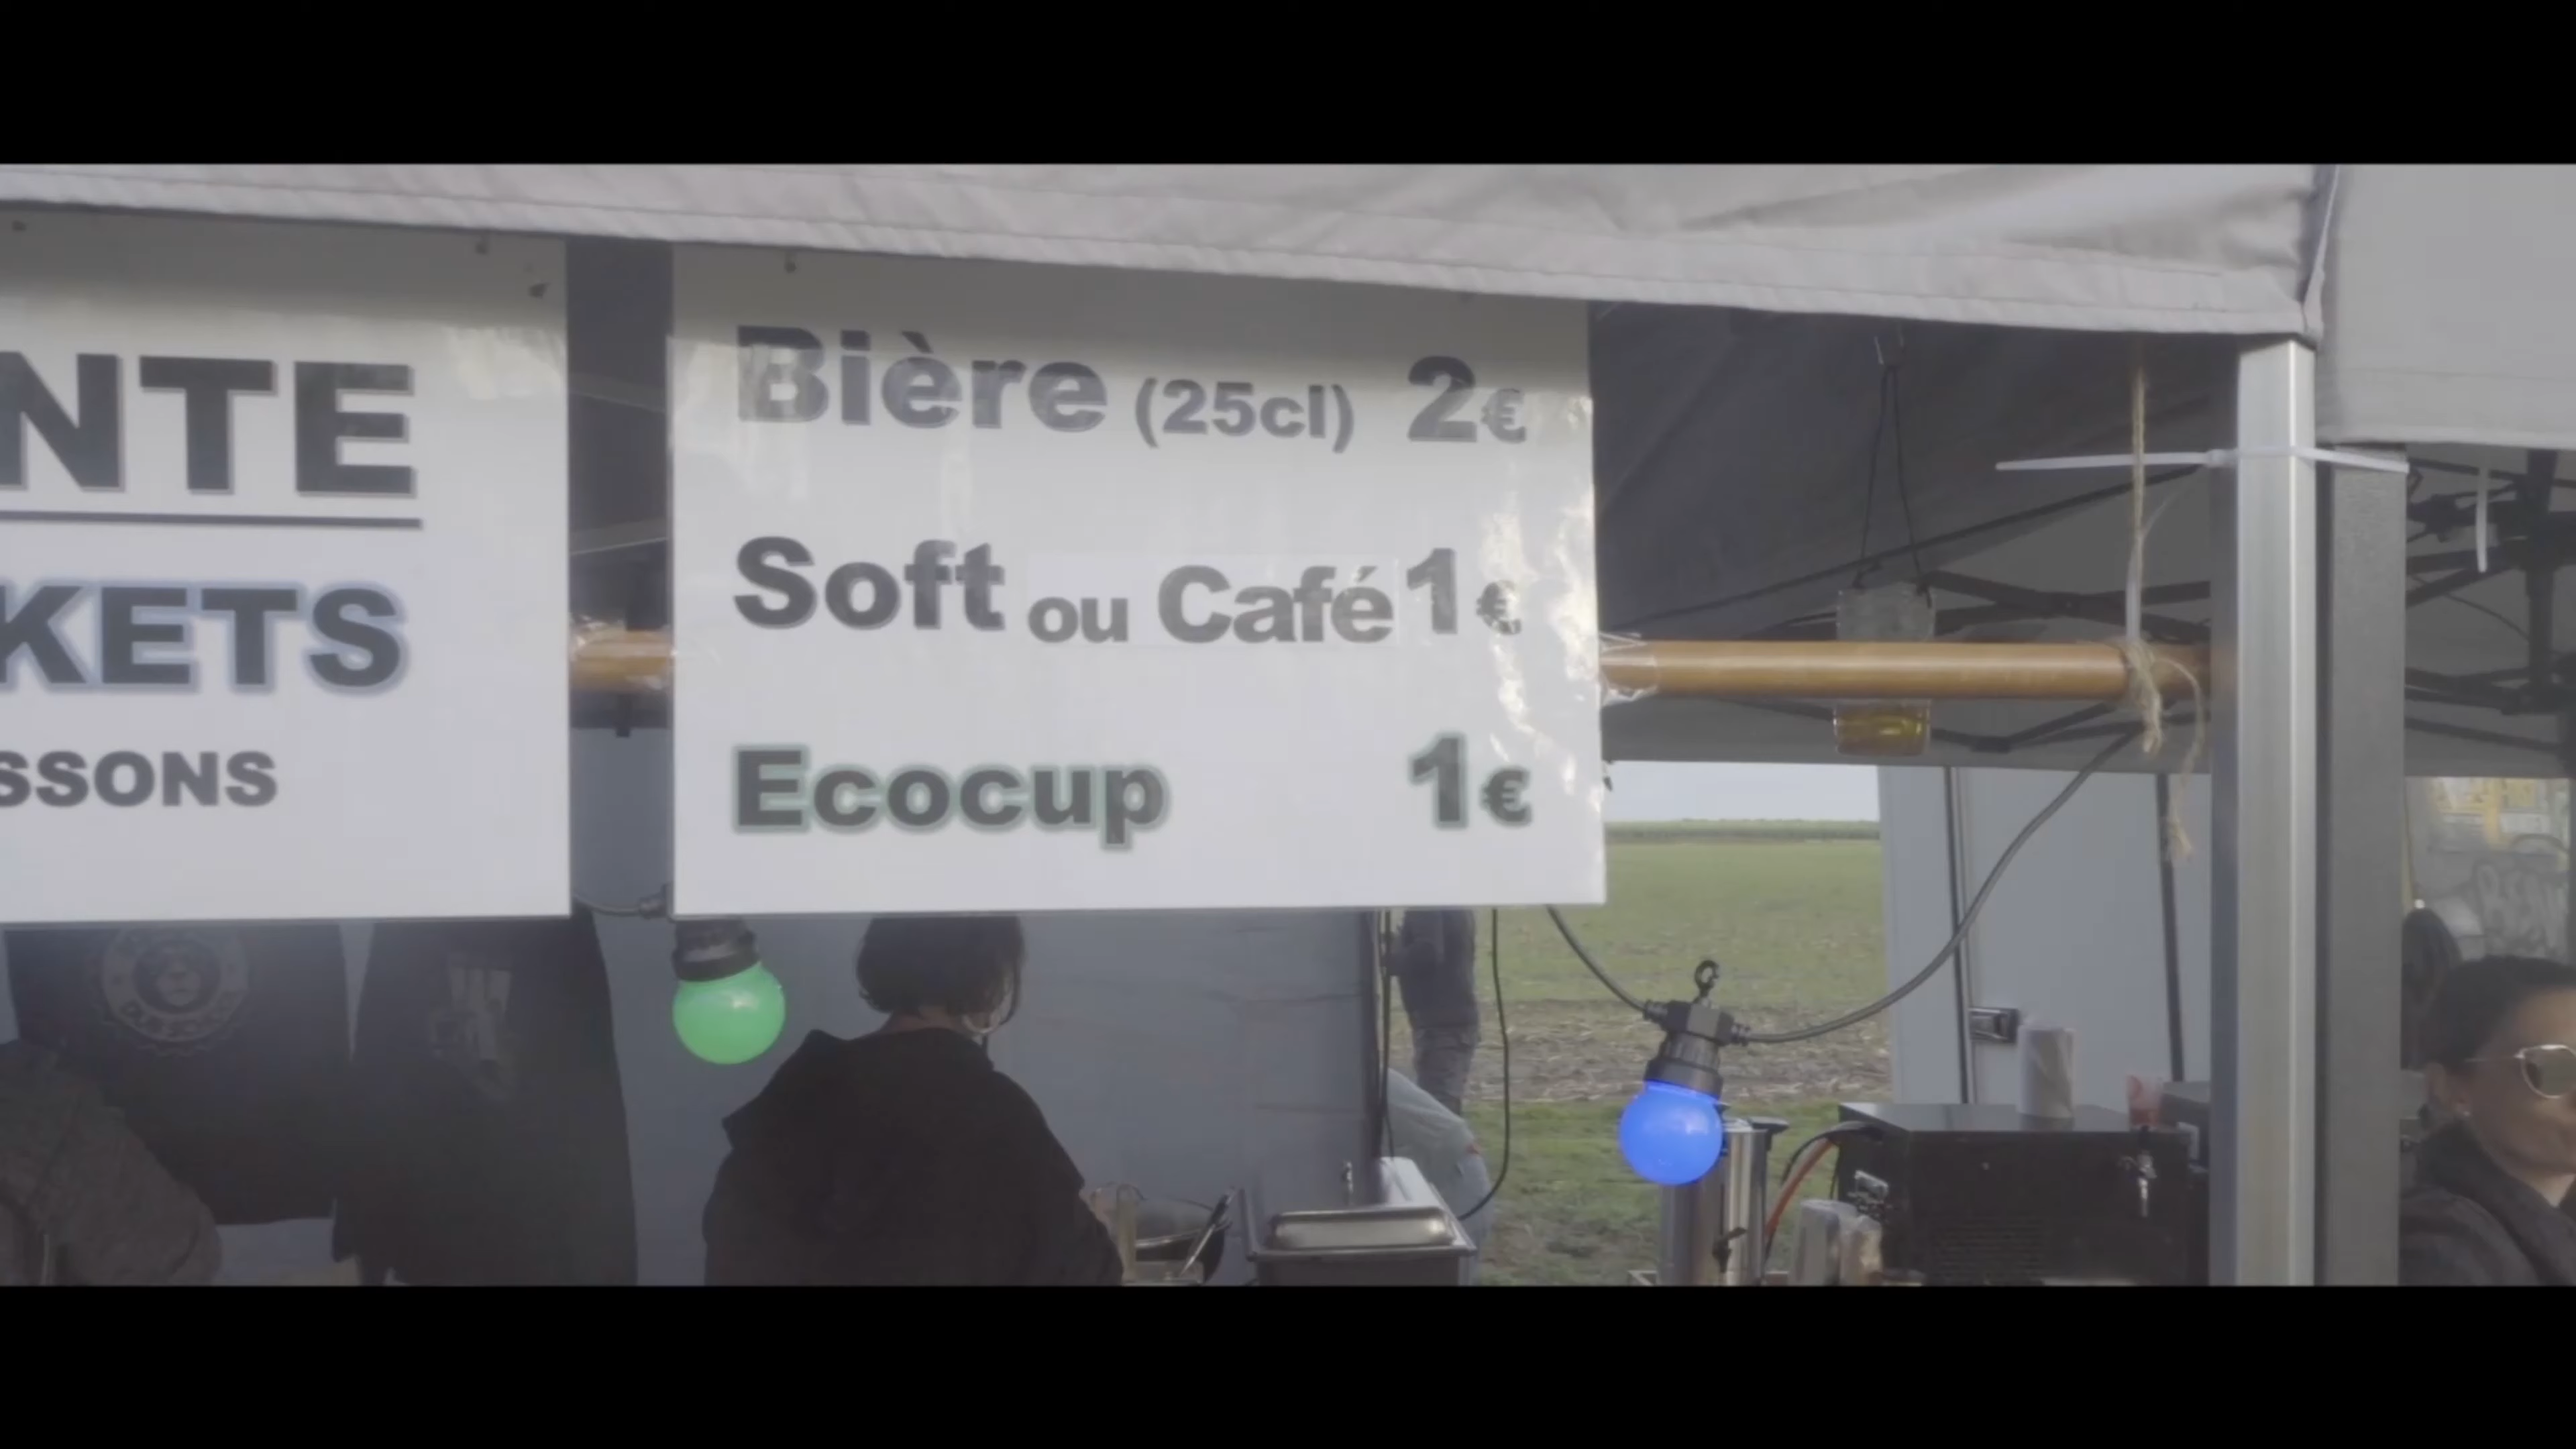 NTE
KETS
SSONS
Bière (25cl) 2€
Soft ou Café 1€
Ecocup 1€